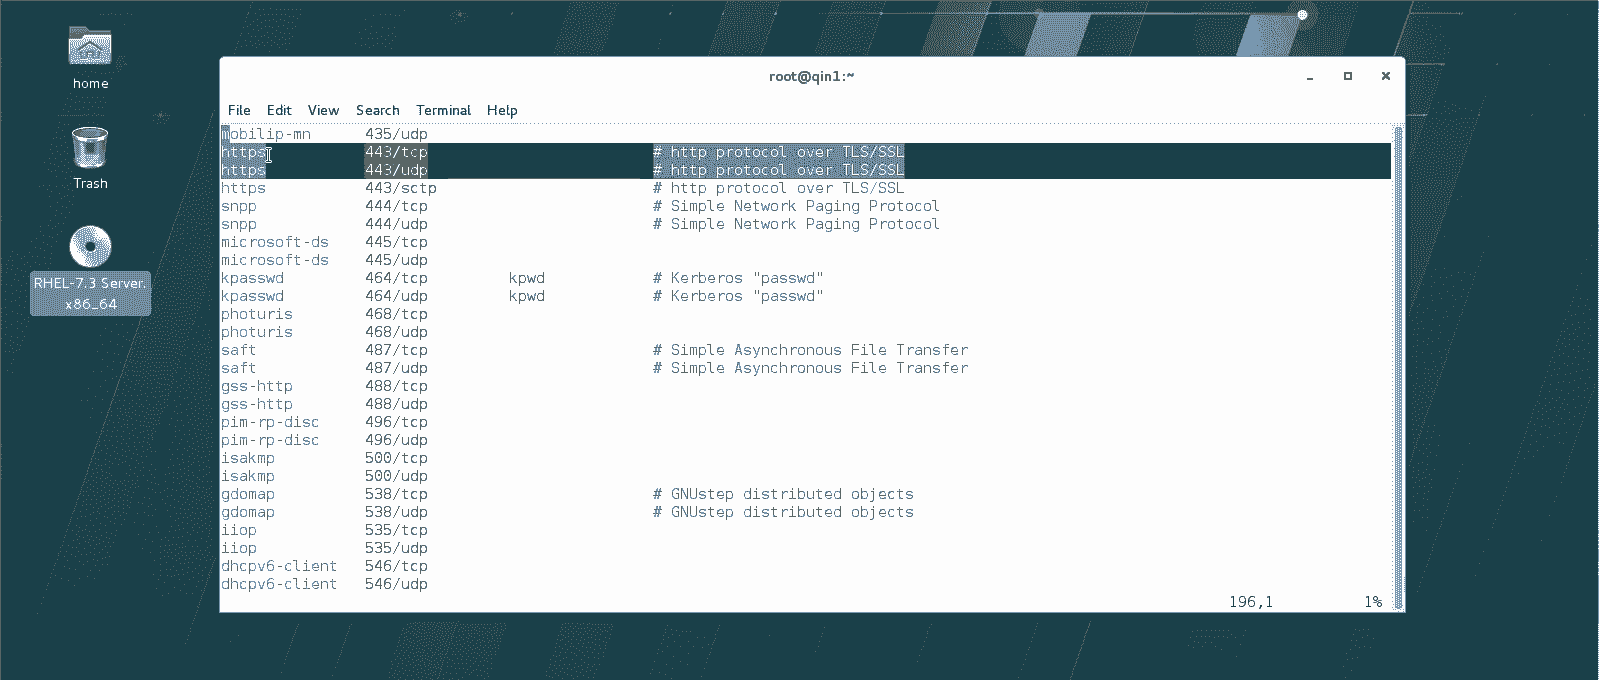 home
Trash
RHEL-7.3 Server.
x86_64
root@qin1:~
File Edit View Search Terminal Help
mobilip-mn 435/udp
https 443/tcp # http protocol over TLS/SSL
https 443/udp # http protocol over TLS/SSL
https 443/sctp # http protocol over TLS/SSL
snpp 444/tcp # Simple Network Paging Protocol
snpp 444/udp # Simple Network Paging Protocol
microsoft-ds 445/tcp
microsoft-ds 445/udp
kpasswd 464/tcp kpwd # Kerberos "passwd"
kpasswd 464/udp kpwd # Kerberos "passwd"
photuris 468/tcp
photuris 468/udp
saft 487/tcp # Simple Asynchronous File Transfer
saft 487/udp # Simple Asynchronous File Transfer
gss-http 488/tcp
gss-http 488/udp
pim-rp-disc 496/tcp
pim-rp-disc 496/udp
isakmp 500/tcp
isakmp 500/udp
gdomap 538/tcp # GNUstep distributed objects
gdomap 538/udp # GNUstep distributed objects
iiop 535/tcp
iiop 535/udp
dhcpv6-client 546/tcp
dhcpv6-client 546/udp
196,1 1%